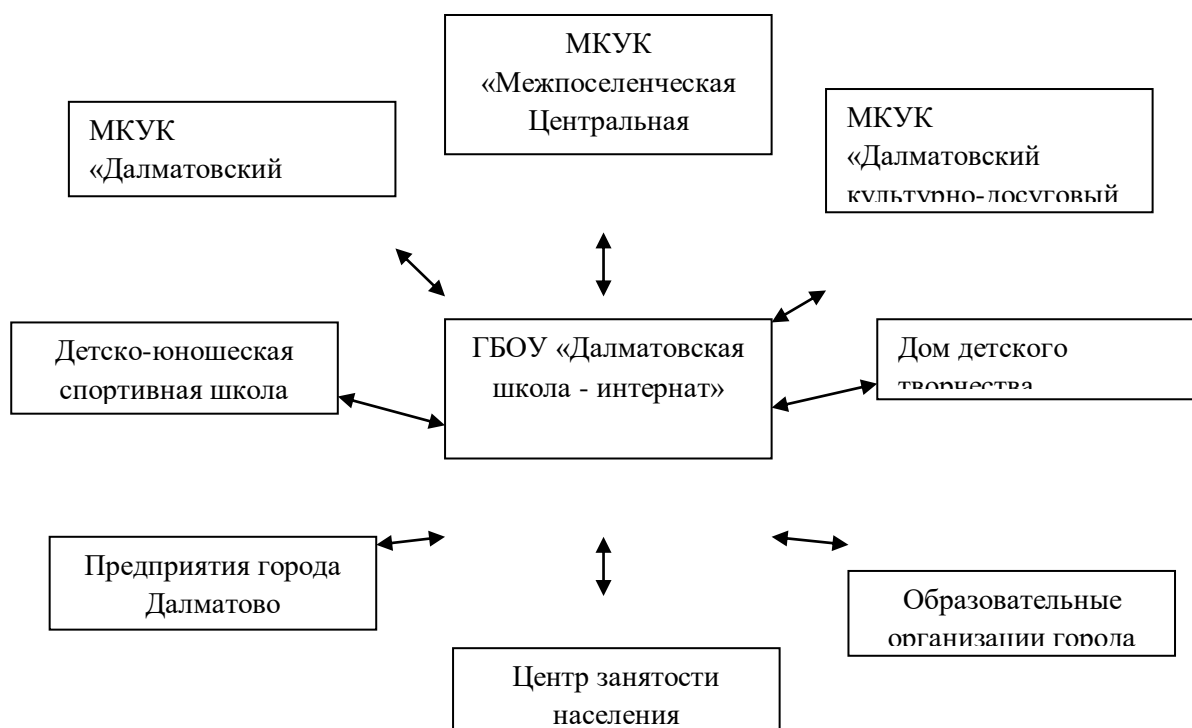 МКУК
«Межпоселенческая
Центральная
МКУК
«Далматовский
МКУК
«Далматовский
культурно-досуговый
Детско-юношеская
спортивная школа
ГБОУ «Далматовская
школа - интернат»
Дом детского
творчества
Предприятия города
Далматово
Образовательные
организации города
Центр занятости
населения